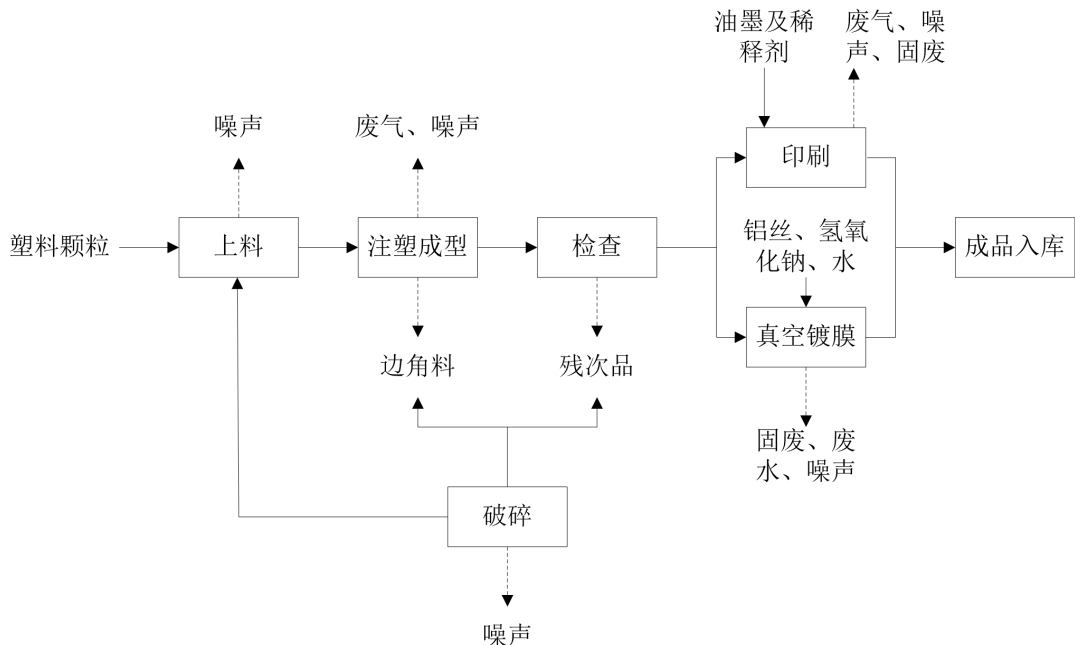 油墨及稀
释剂
废气、噪
声、固废
噪声
废气、噪声
印刷
塑料颗粒
上料
注塑成型
检查
铝丝、氢氧
化钠、水
成品入库
真空镀膜
边角料
残次品
固废、废
水、噪声
破碎
噪声